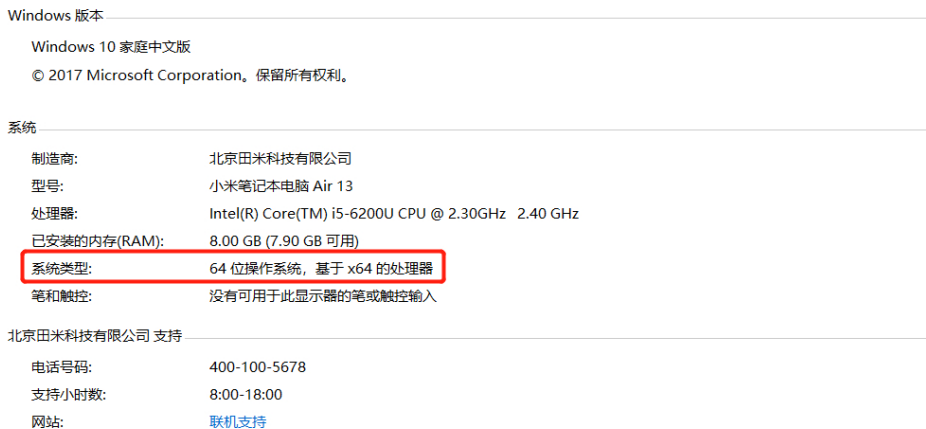 Windows 版本
Windows 10 家庭中文版
© 2017 Microsoft Corporation。保留所有权利。
系统
制造商: 北京田米科技有限公司
型号: 小米笔记本电脑 Air 13
处理器: Intel(R) Core(TM) i5-6200U CPU @ 2.30GHz 2.40 GHz
已安装的内存(RAM): 8.00 GB (7.90 GB 可用)
系统类型: 64 位操作系统，基于 x64 的处理器
笔和触控: 没有可用于此显示器的笔或触控输入
北京田米科技有限公司 支持
电话号码: 400-100-5678
支持小时数: 8:00-18:00
网站: 联机支持